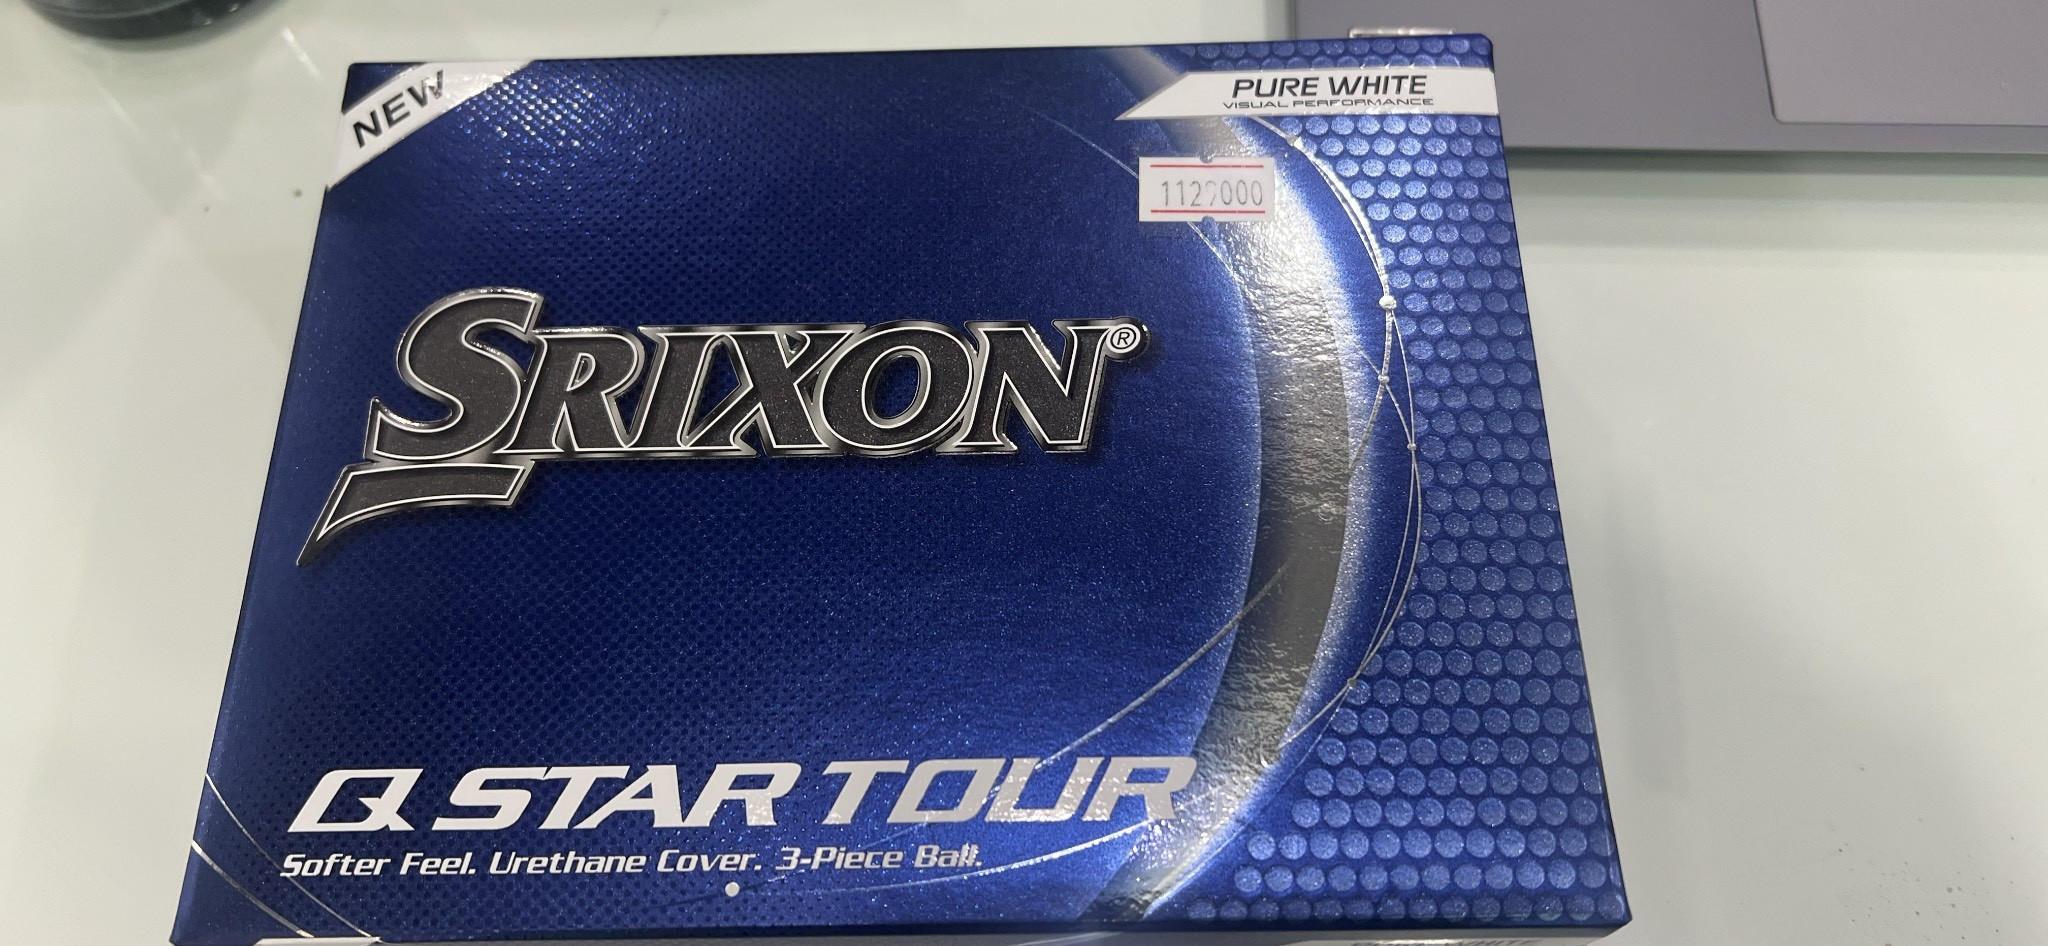 NEW
PURE WHITE
VISUAL PERFORMANCE
SRIXON®
Q STAR TOUR
Softer Feel. Urethane Cover. 3-Piece Ball.